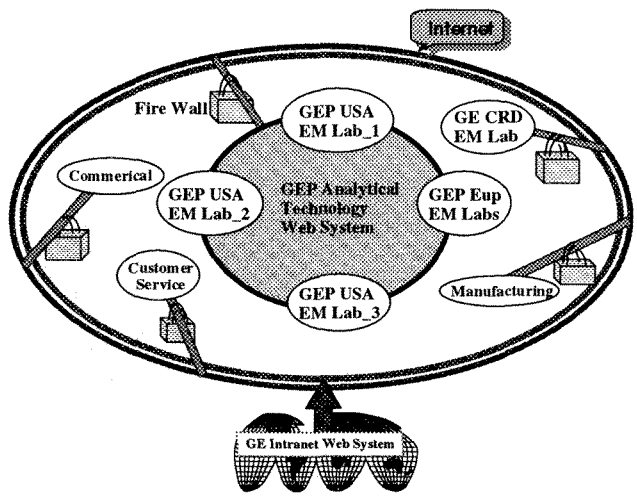 Internet
Fire Wall
GEP USA
EM Lab_1
GE CRD
EM Lab
Commerical
GEP USA
EM Lab_2
GEP Analytical
Technology
Web System
GEP Eup
EM Labs
Customer
Service
GEP USA
EM Lab_3
Manufacturing
GE Intranet Web System